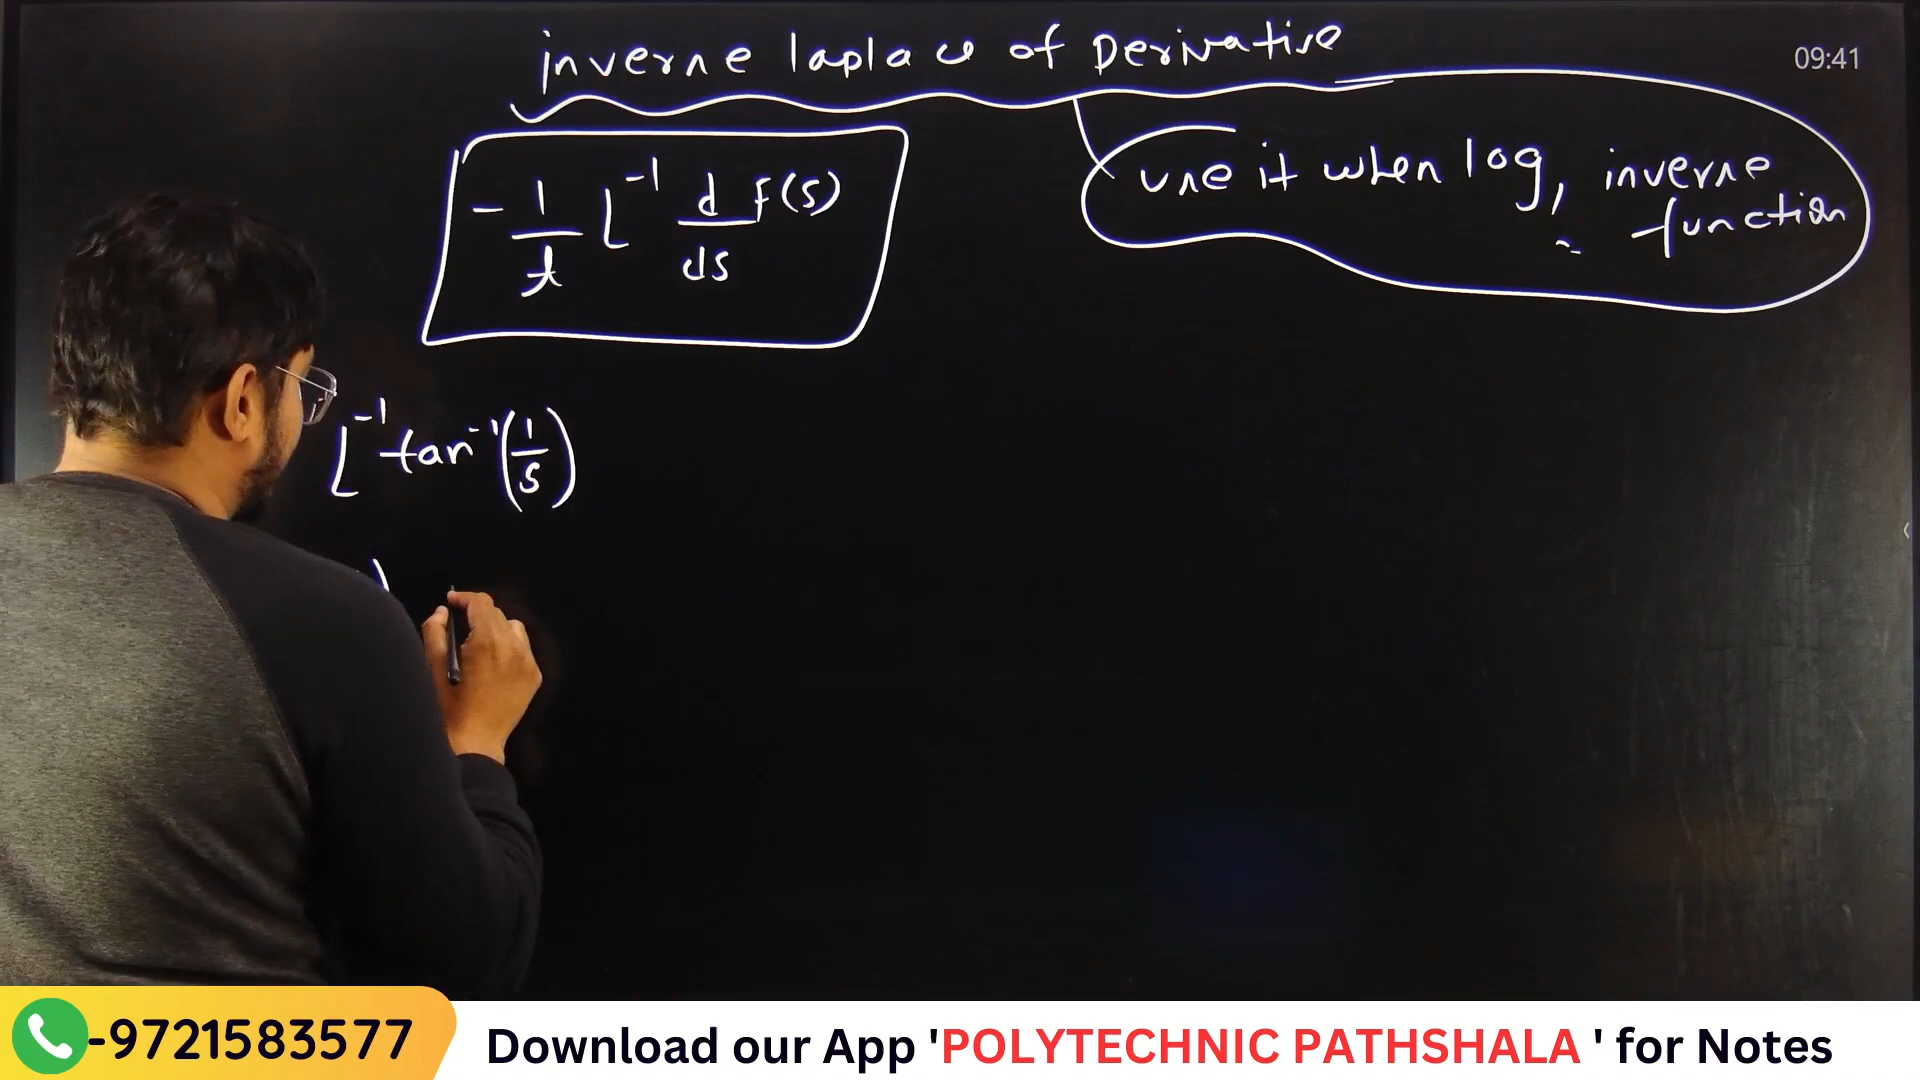 inverse laplace of Derivative
09:41
use it when log, inverse function
- 1/t L⁻¹ d/ds f(s)
L⁻¹ tan⁻¹(1/s)
-9721583577
Download our App 'POLYTECHNIC PATHSHALA ' for Notes